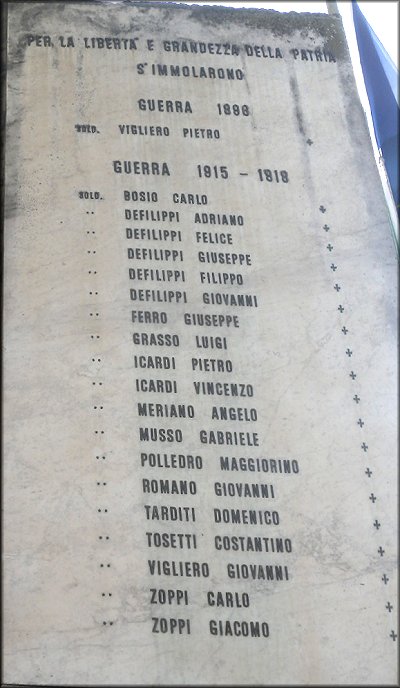 PER LA LIBERTA' E GRANDEZZA DELLA PATRIA
S'IMMOLARONO
GUERRA 1896
SOLD. VIGLIERO PIETRO +
GUERRA 1915 - 1918
SOLD. BOSIO CARLO +
" DEFILIPPI ADRIANO +
" DEFILIPPI FELICE +
" DEFILIPPI GIUSEPPE +
" DEFILIPPI FILIPPO +
" DEFILIPPI GIOVANNI +
" FERRO GIUSEPPE +
" GRASSO LUIGI +
" ICARDI PIETRO +
" ICARDI VINCENZO +
" MERIANO ANGELO +
" MUSSO GABRIELE +
" POLLEDRO MAGGIORINO +
" ROMANO GIOVANNI +
" TARDITI DOMENICO +
" TOSETTI COSTANTINO +
" VIGLIERO GIOVANNI +
" ZOPPI CARLO +
" ZOPPI GIACOMO +